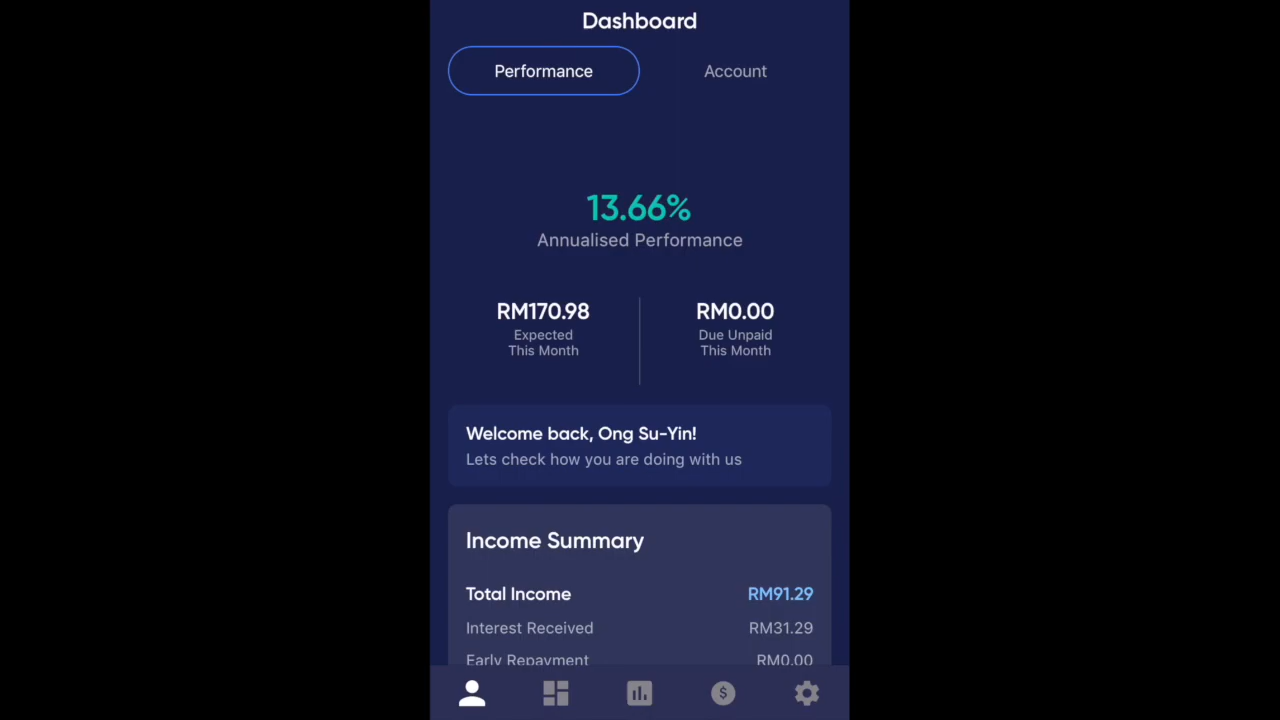 Dashboard
Performance
Account
13.66%
Annualised Performance
RM170.98
Expected
This Month
RM0.00
Due Unpaid
This Month
Welcome back, Ong Su-Yin!
Lets check how you are doing with us
Income Summary
Total Income RM91.29
Interest Received RM31.29
Early Repayment RM0.00